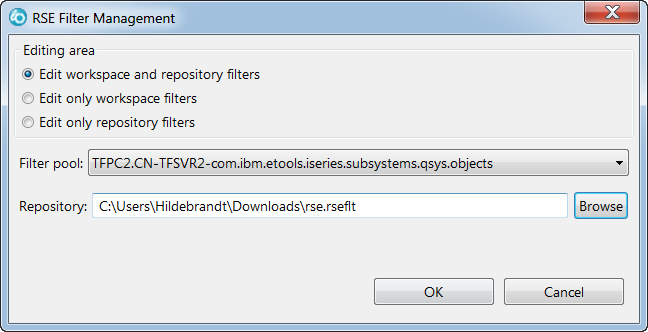 RSE Filter Management
Editing area
Edit workspace and repository filters
Edit only workspace filters
Edit only repository filters
Filter pool: TFPC2.CN-TFSVR2-com.ibm.etools.iseries.subsystems.qsys.objects
Repository: C:\Users\Hildebrandt\Downloads\rse.rseflt Browse
OK Cancel